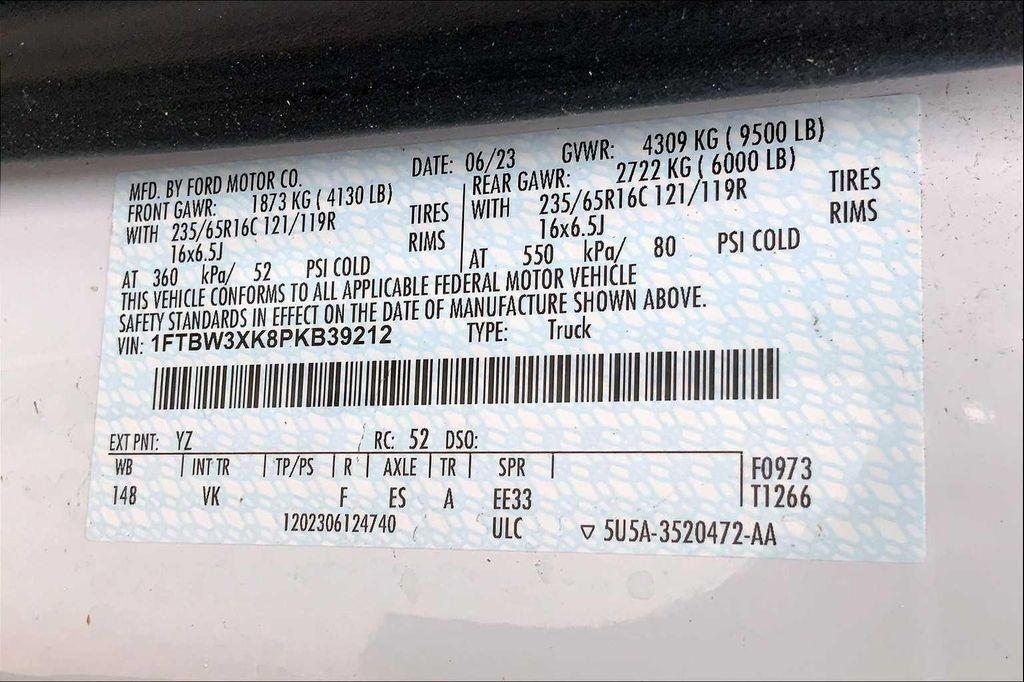 MFD. BY FORD MOTOR CO. DATE: 06/23 GVWR: 4309 KG ( 9500 LB)
FRONT GAWR: 1873 KG ( 4130 LB) REAR GAWR: 2722 KG ( 6000 LB)
WITH 235/65R16C 121/119R TIRES WITH 235/65R16C 121/119R TIRES
16x6.5J RIMS 16x6.5J RIMS
AT 360 kPa/ 52 PSI COLD AT 550 kPa/ 80 PSI COLD
THIS VEHICLE CONFORMS TO ALL APPLICABLE FEDERAL MOTOR VEHICLE
SAFETY STANDARDS IN EFFECT ON THE DATE OF MANUFACTURE SHOWN ABOVE.
VIN: 1FTBW3XK8PKB39212 TYPE: Truck
EXT PNT: YZ RC: 52 DSO:
WB INT TR TP/PS R AXLE TR SPR F0973
148 VK F ES A EE33 T1266
1202306124740 ULC ▽ 5U5A-3520472-AA